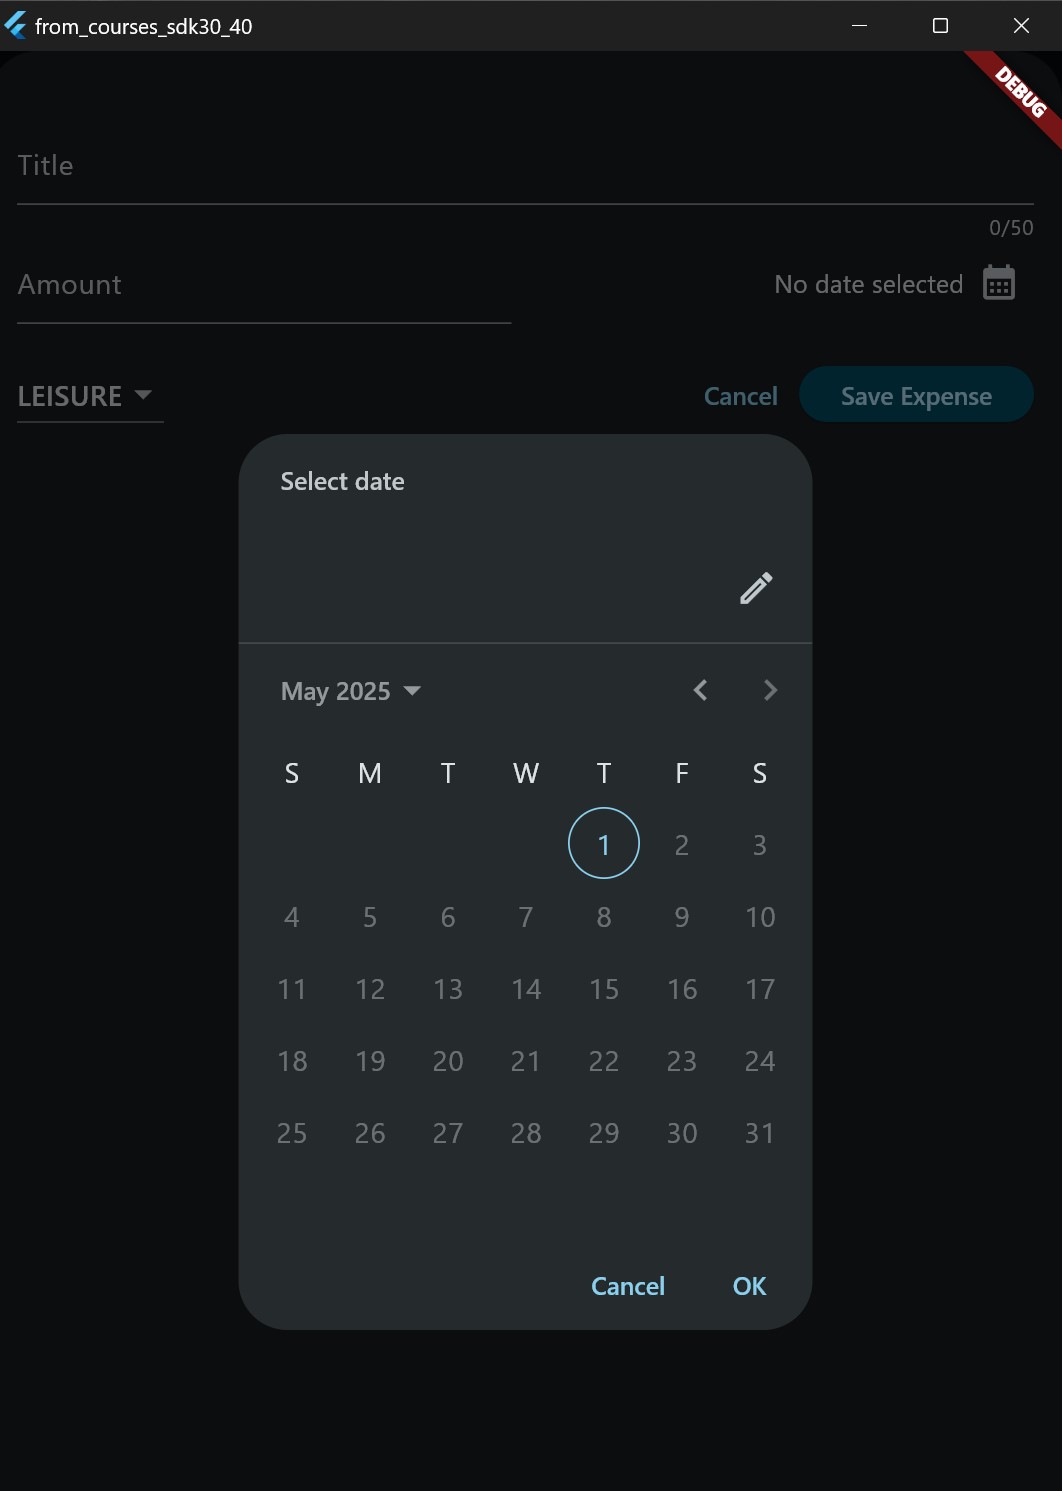 from_courses_sdk30_40
DEBUG
Title
0/50
Amount
No date selected
LEISURE
Cancel
Save Expense
Select date
May 2025
S M T W T F S
1 2 3
4 5 6 7 8 9 10
11 12 13 14 15 16 17
18 19 20 21 22 23 24
25 26 27 28 29 30 31
Cancel
OK